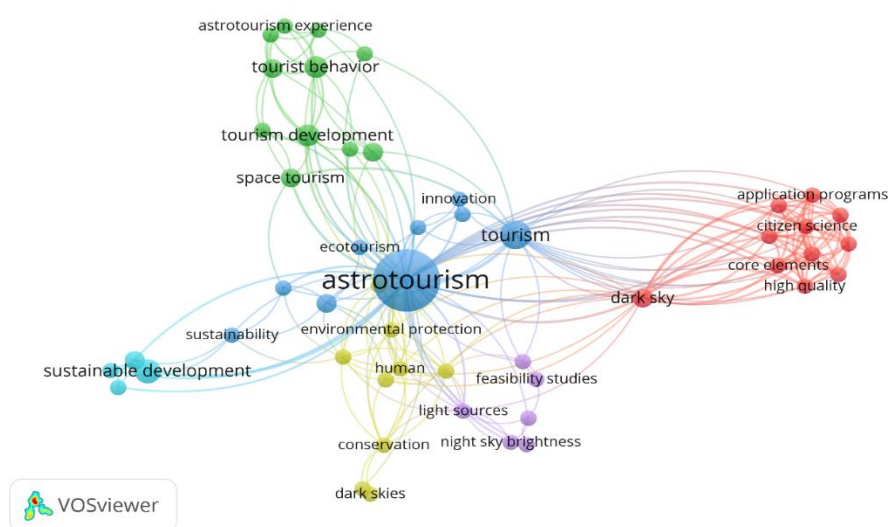 astrotourism experience
tourist behavior
tourism development
space tourism
innovation
ecotourism
tourism
astrotourism
application programs
citizen science
core elements
high quality
dark sky
sustainability
environmental protection
sustainable development
human
feasibility studies
light sources
conservation
night sky brightness
dark skies
VOSviewer